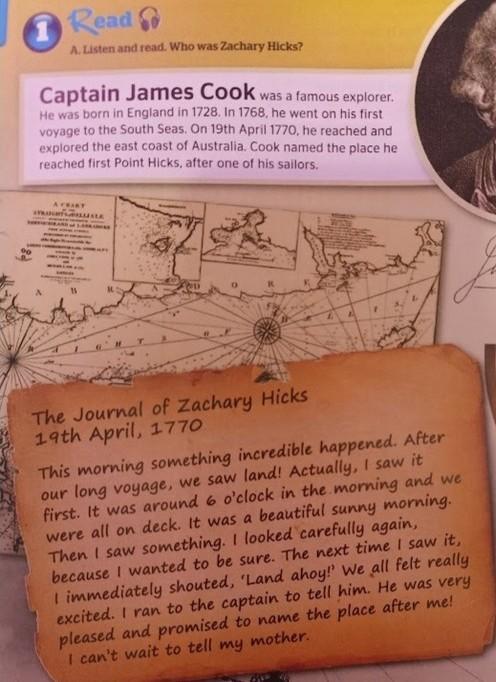 1 Read
A. Listen and read. Who was Zachary Hicks?
Captain James Cook was a famous explorer.
He was born in England in 1728. In 1768, he went on his first
voyage to the South Seas. On 19th April 1770, he reached and
explored the east coast of Australia. Cook named the place he
reached first Point Hicks, after one of his sailors.
A CHART
STRAIGHTS
The Journal of Zachary Hicks
19th April, 1770
This morning something incredible happened. After
our long voyage, we saw land! Actually, I saw it
first. It was around 6 o'clock in the morning and we
were all on deck. It was a beautiful sunny morning.
Then I saw something. I looked carefully again,
because I wanted to be sure. The next time I saw it,
I immediately shouted, 'Land ahoy!' We all felt really
excited. I ran to the captain to tell him. He was very
pleased and promised to name the place after me!
I can't wait to tell my mother.